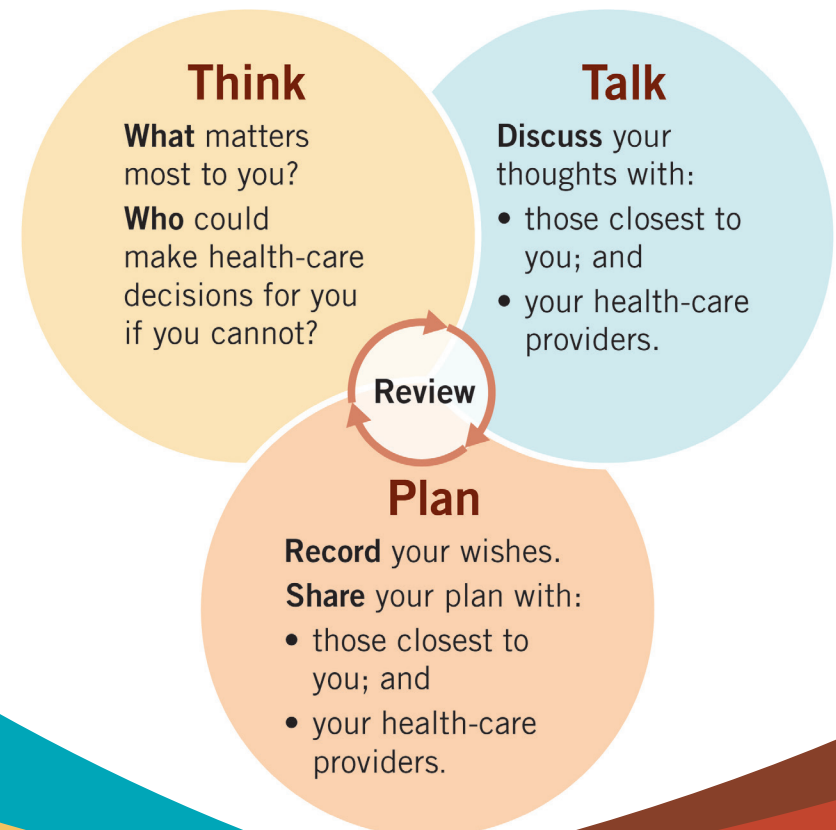 Think
What matters
most to you?
Who could
make health-care
decisions for you
if you cannot?
Talk
Discuss your
thoughts with:
• those closest to
you; and
• your health-care
providers.
Review
Plan
Record your wishes.
Share your plan with:
• those closest to
you; and
• your health-care
providers.